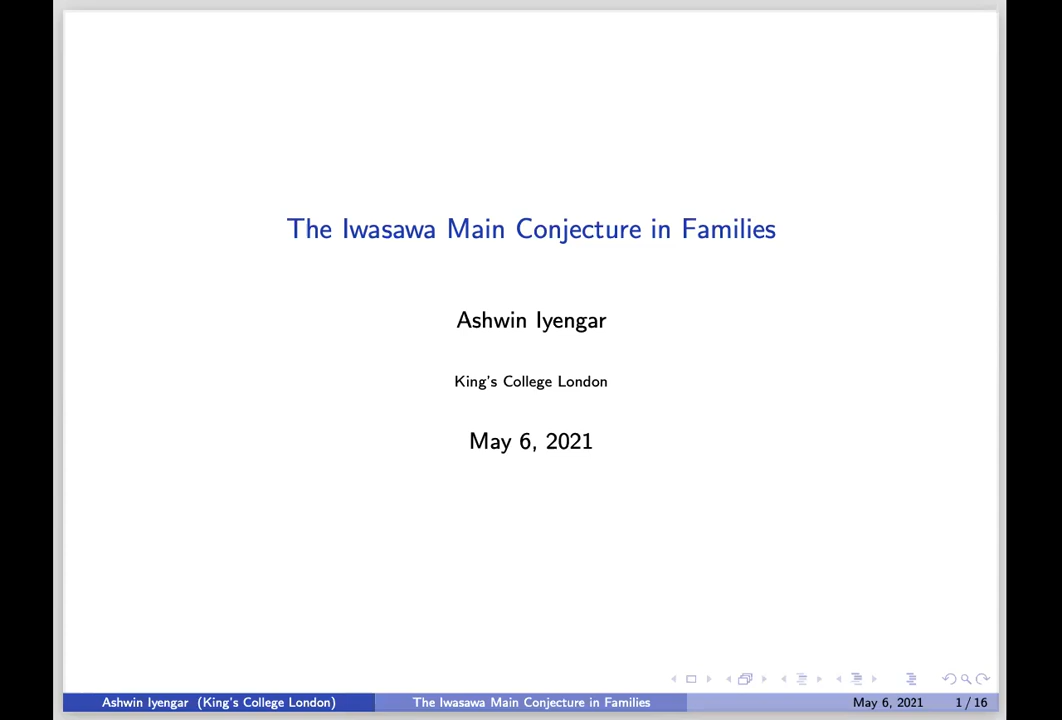 The Iwasawa Main Conjecture in Families
Ashwin Iyengar
King's College London
May 6, 2021
Ashwin Iyengar (King's College London) The Iwasawa Main Conjecture in Families May 6, 2021 1 / 16